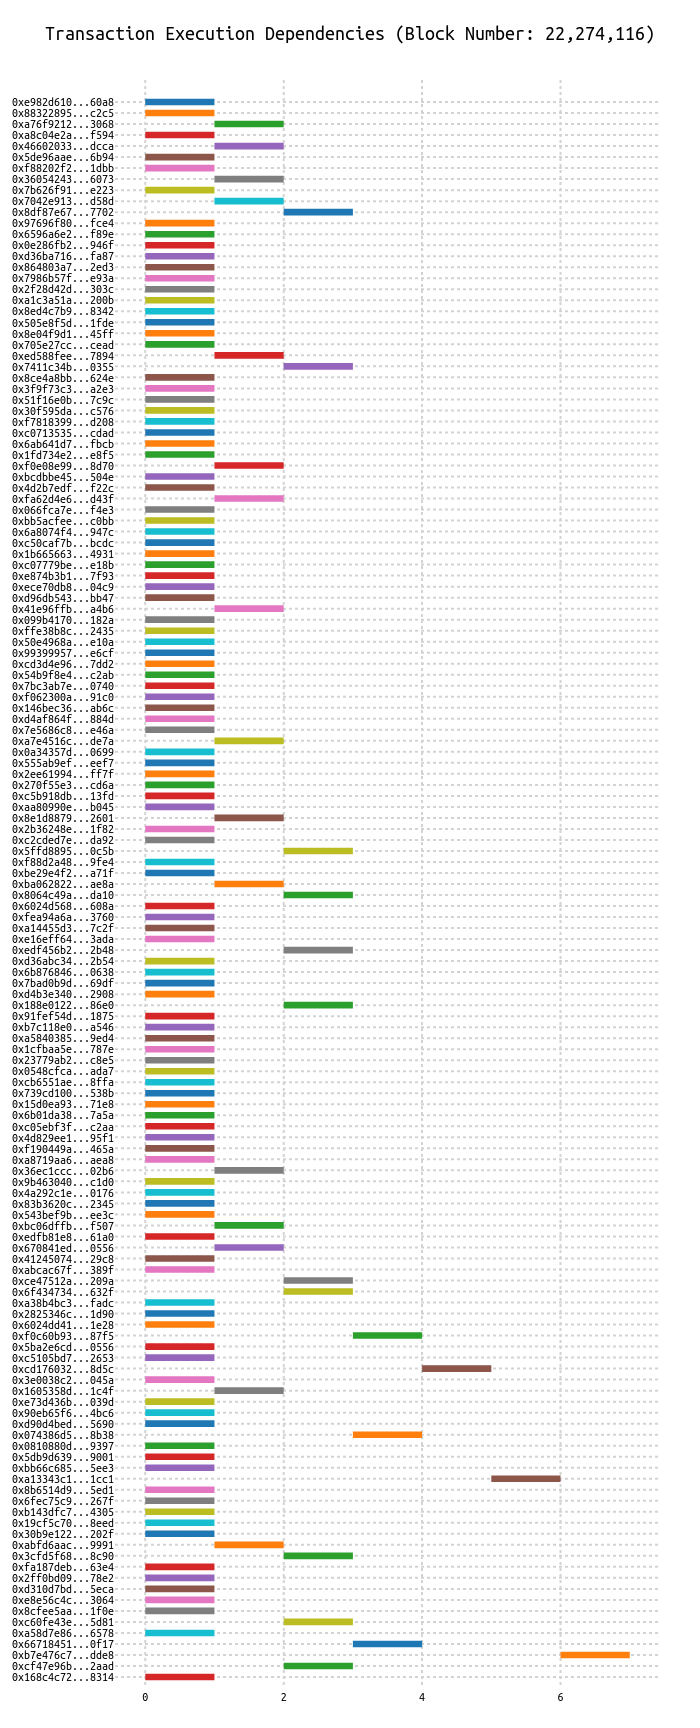 Transaction Execution Dependencies (Block Number: 22,274,116)
0xe982d610...60a8
0x88322895...c2c5
0xa76f9212...3068
0xa8c04e2a...f594
0x46602033...dcca
0x5de96aae...6b94
0xf88202f2...1dbb
0x36054243...6073
0x7b626f91...e223
0x7042e913...d58d
0x8df87e67...7702
0x97696f80...fce4
0x6596a6e2...f89e
0x0e286fb2...946f
0xd36ba716...fa87
0x864803a7...2ed3
0x7986b57f...e93a
0x2f28d42d...303c
0xa1c3a51a...200b
0x8ed4c7b9...8342
0x505e8f5d...1fde
0x8e04f9d1...45ff
0x705e27cc...cead
0xed588fee...7894
0x7411c34b...0355
0x8ce4a8bb...624e
0x3f9f73c3...a2e3
0x51f16e0b...7c9c
0x30f595da...c576
0xf7818399...d208
0xc0713535...cdad
0x6ab641d7...fbcb
0x1fd734e2...e8f5
0xf0e08e99...8d70
0xbcdbbe45...504e
0x4d2b7edf...f22c
0xfa62d4e6...d43f
0x066fca7e...f4e3
0xbb5acfee...c0bb
0x6a8074f4...947c
0xc50caf7b...bcdc
0x1b665663...4931
0xc07779be...e18b
0xe874b3b1...7f93
0xece70db8...04c9
0xd96db543...bb47
0x41e96ffb...a4b6
0x099b4170...182a
0xffe38b8c...2435
0x50e4968a...e10a
0x99399957...e6cf
0xcd3d4e96...7dd2
0x54b9f8e4...c2ab
0x7bc3ab7e...0740
0xf062300a...91c0
0x146bec36...ab6c
0xd4af864f...884d
0x7e5686c8...e46a
0xa7e4516c...de7a
0x0a34357d...0699
0x555ab9ef...eef7
0x2ee61994...ff7f
0x270f55e3...cd6a
0xc5b918db...13fd
0xaa80990e...b045
0x8e1d8879...2601
0x2b36248e...1f82
0xc2cded7e...da92
0x5ffd8895...0c5b
0xf88d2a48...9fe4
0xbe29e4f2...a71f
0xba062822...ae8a
0x8064c49a...da10
0x6024d568...608a
0xfea94a6a...3760
0xa14455d3...7c2f
0xe16eff64...3ada
0xedf456b2...2b48
0xd36abc34...2b54
0x6b876846...0638
0x7bad0b9d...69df
0xd4b3e340...2908
0x188e0122...86e0
0x91fef54d...1875
0xb7c118e0...a546
0xa5840385...9ed4
0x1cfbaa5e...787e
0x23779ab2...c8e5
0x0548cfca...ada7
0xcb6551ae...8ffa
0x739cd100...538b
0x15d0ea93...71e8
0x6b01da38...7a5a
0xc05ebf3f...c2aa
0x4d829ee1...95f1
0xf190449a...465a
0xa8719aa6...aea8
0x36ec1ccc...02b6
0x9b463040...c1d0
0x4a292c1e...0176
0x83b3620c...2345
0x543bef9b...ee3c
0xbc06dffb...f507
0xedfb81e8...61a0
0x670841ed...0556
0x41245074...29c8
0xabcac67f...389f
0xce47512a...209a
0x6f434734...632f
0xa38b4bc3...fadc
0x2825346c...1d90
0x6024dd41...1e28
0xf0c60b93...87f5
0x5ba2e6cd...0556
0xc5105bd7...2653
0xcd176032...8d5c
0x3e0038c2...045a
0x1605358d...1c4f
0xe73d436b...039d
0x90eb65f6...4bc6
0xd90d4bed...5690
0x074386d5...8b38
0x0810880d...9397
0x5db9d639...9001
0xbb66c685...5ee3
0xa13343c1...1cc1
0x8b6514d9...5ed1
0x6fec75c9...267f
0xb143dfc7...4305
0x19cf5c70...8eed
0x30b9e122...202f
0xabfd6aac...9991
0x3cfd5f68...8c90
0xfa187deb...63e4
0x2ff0bd09...78e2
0xd310d7bd...5eca
0xe8e56c4c...3064
0x8cfee5aa...1f0e
0xc60fe43e...5d81
0xa58d7e86...6578
0x66718451...0f17
0xb7e476c7...dde8
0xcf47e96b...2aad
0x168c4c72...8314
0 2 4 6